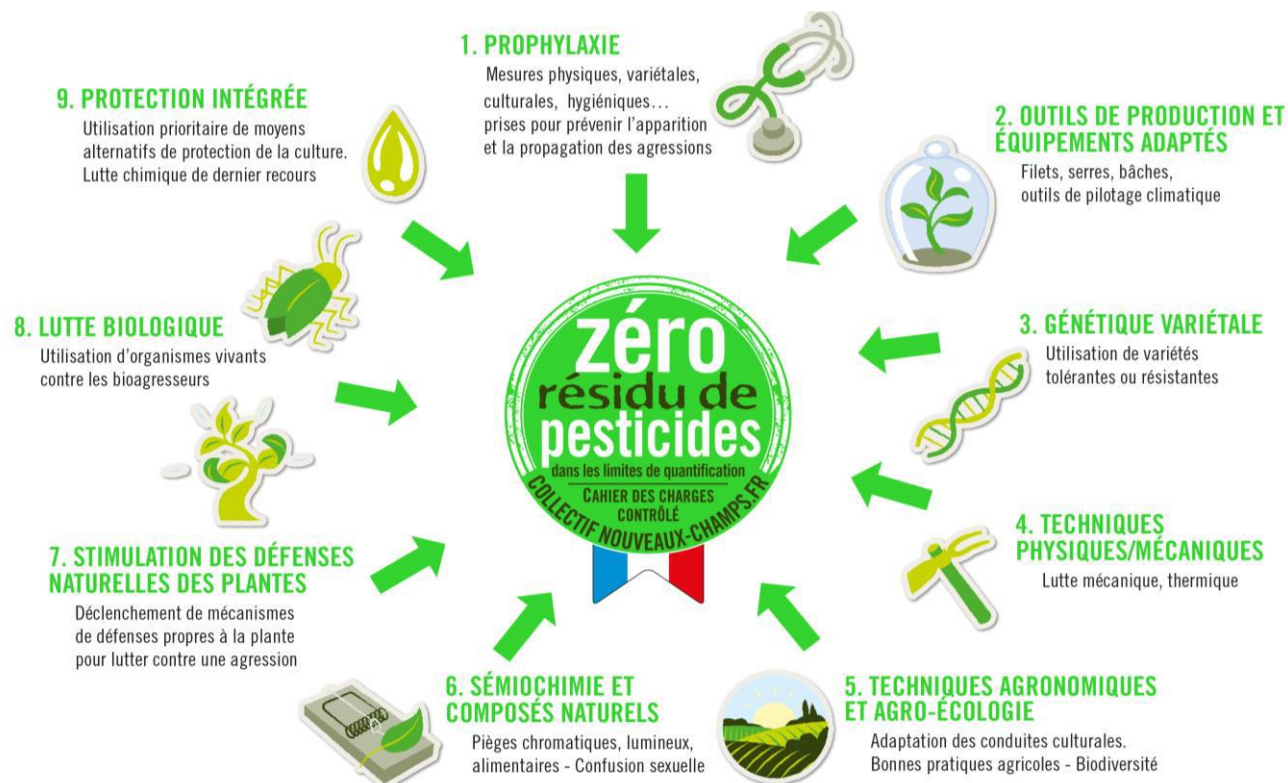 1. PROPHYLAXIE
Mesures physiques, variétales,
culturales, hygiéniques...
prises pour prévenir l'apparition
et la propagation des agressions
2. OUTILS DE PRODUCTION ET
ÉQUIPEMENTS ADAPTÉS
Filets, serres, bâches,
outils de pilotage climatique
3. GÉNÉTIQUE VARIÉTALE
Utilisation de variétés
tolérantes ou résistantes
4. TECHNIQUES
PHYSIQUES/MÉCANIQUES
Lutte mécanique, thermique
5. TECHNIQUES AGRONOMIQUES
ET AGRO-ÉCOLOGIE
Adaptation des conduites culturales.
Bonnes pratiques agricoles - Biodiversité
6. SÉMIOCHIMIE ET
COMPOSÉS NATURELS
Pièges chromatiques, lumineux,
alimentaires - Confusion sexuelle
7. STIMULATION DES DÉFENSES
NATURELLES DES PLANTES
Déclenchement de mécanismes
de défenses propres à la plante
pour lutter contre une agression
8. LUTTE BIOLOGIQUE
Utilisation d'organismes vivants
contre les bioagresseurs
9. PROTECTION INTÉGRÉE
Utilisation prioritaire de moyens
alternatifs de protection de la culture.
Lutte chimique de dernier recours
zéro
résidu de
pesticides
dans les limites de quantification
CAHIER DES CHARGES
CONTRÔLÉ
COLLECTIF NOUVEAUX-CHAMPS.FR